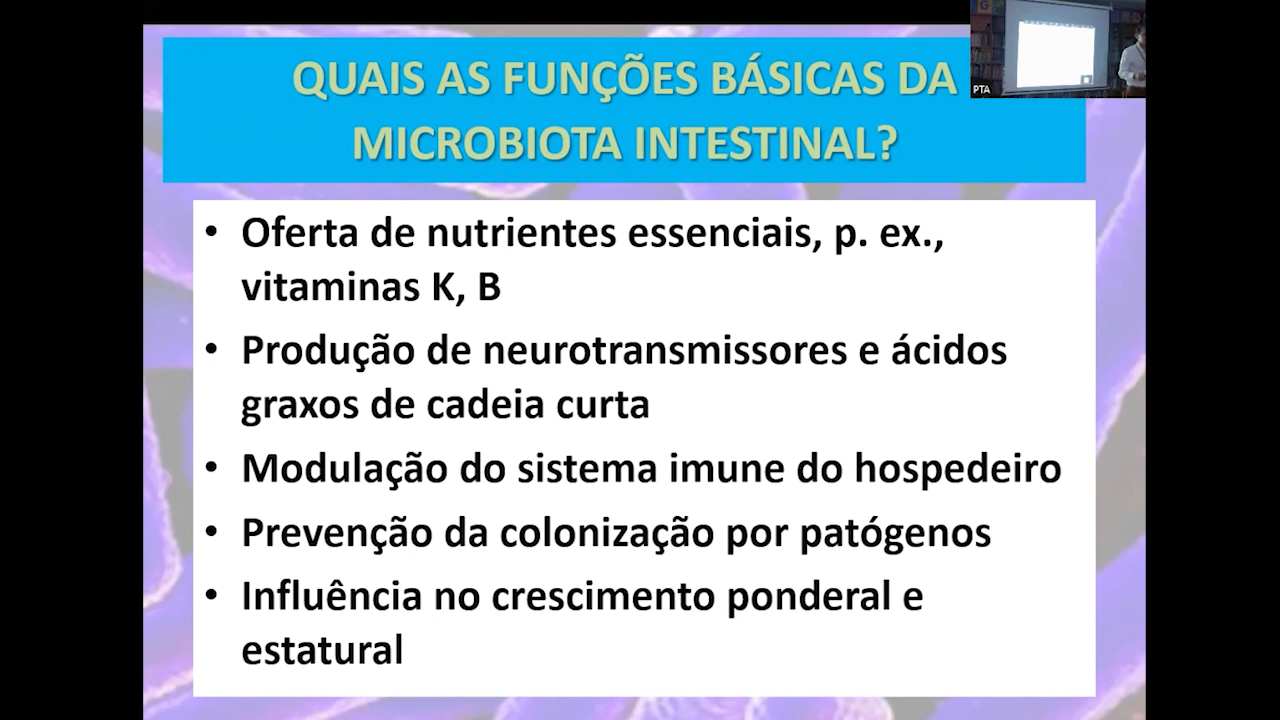 QUAIS AS FUNÇÕES BÁSICAS DA
MICROBIOTA INTESTINAL?
PTA
• Oferta de nutrientes essenciais, p. ex.,
vitaminas K, B
• Produção de neurotransmissores e ácidos
graxos de cadeia curta
• Modulação do sistema imune do hospedeiro
• Prevenção da colonização por patógenos
• Influência no crescimento ponderal e
estatural